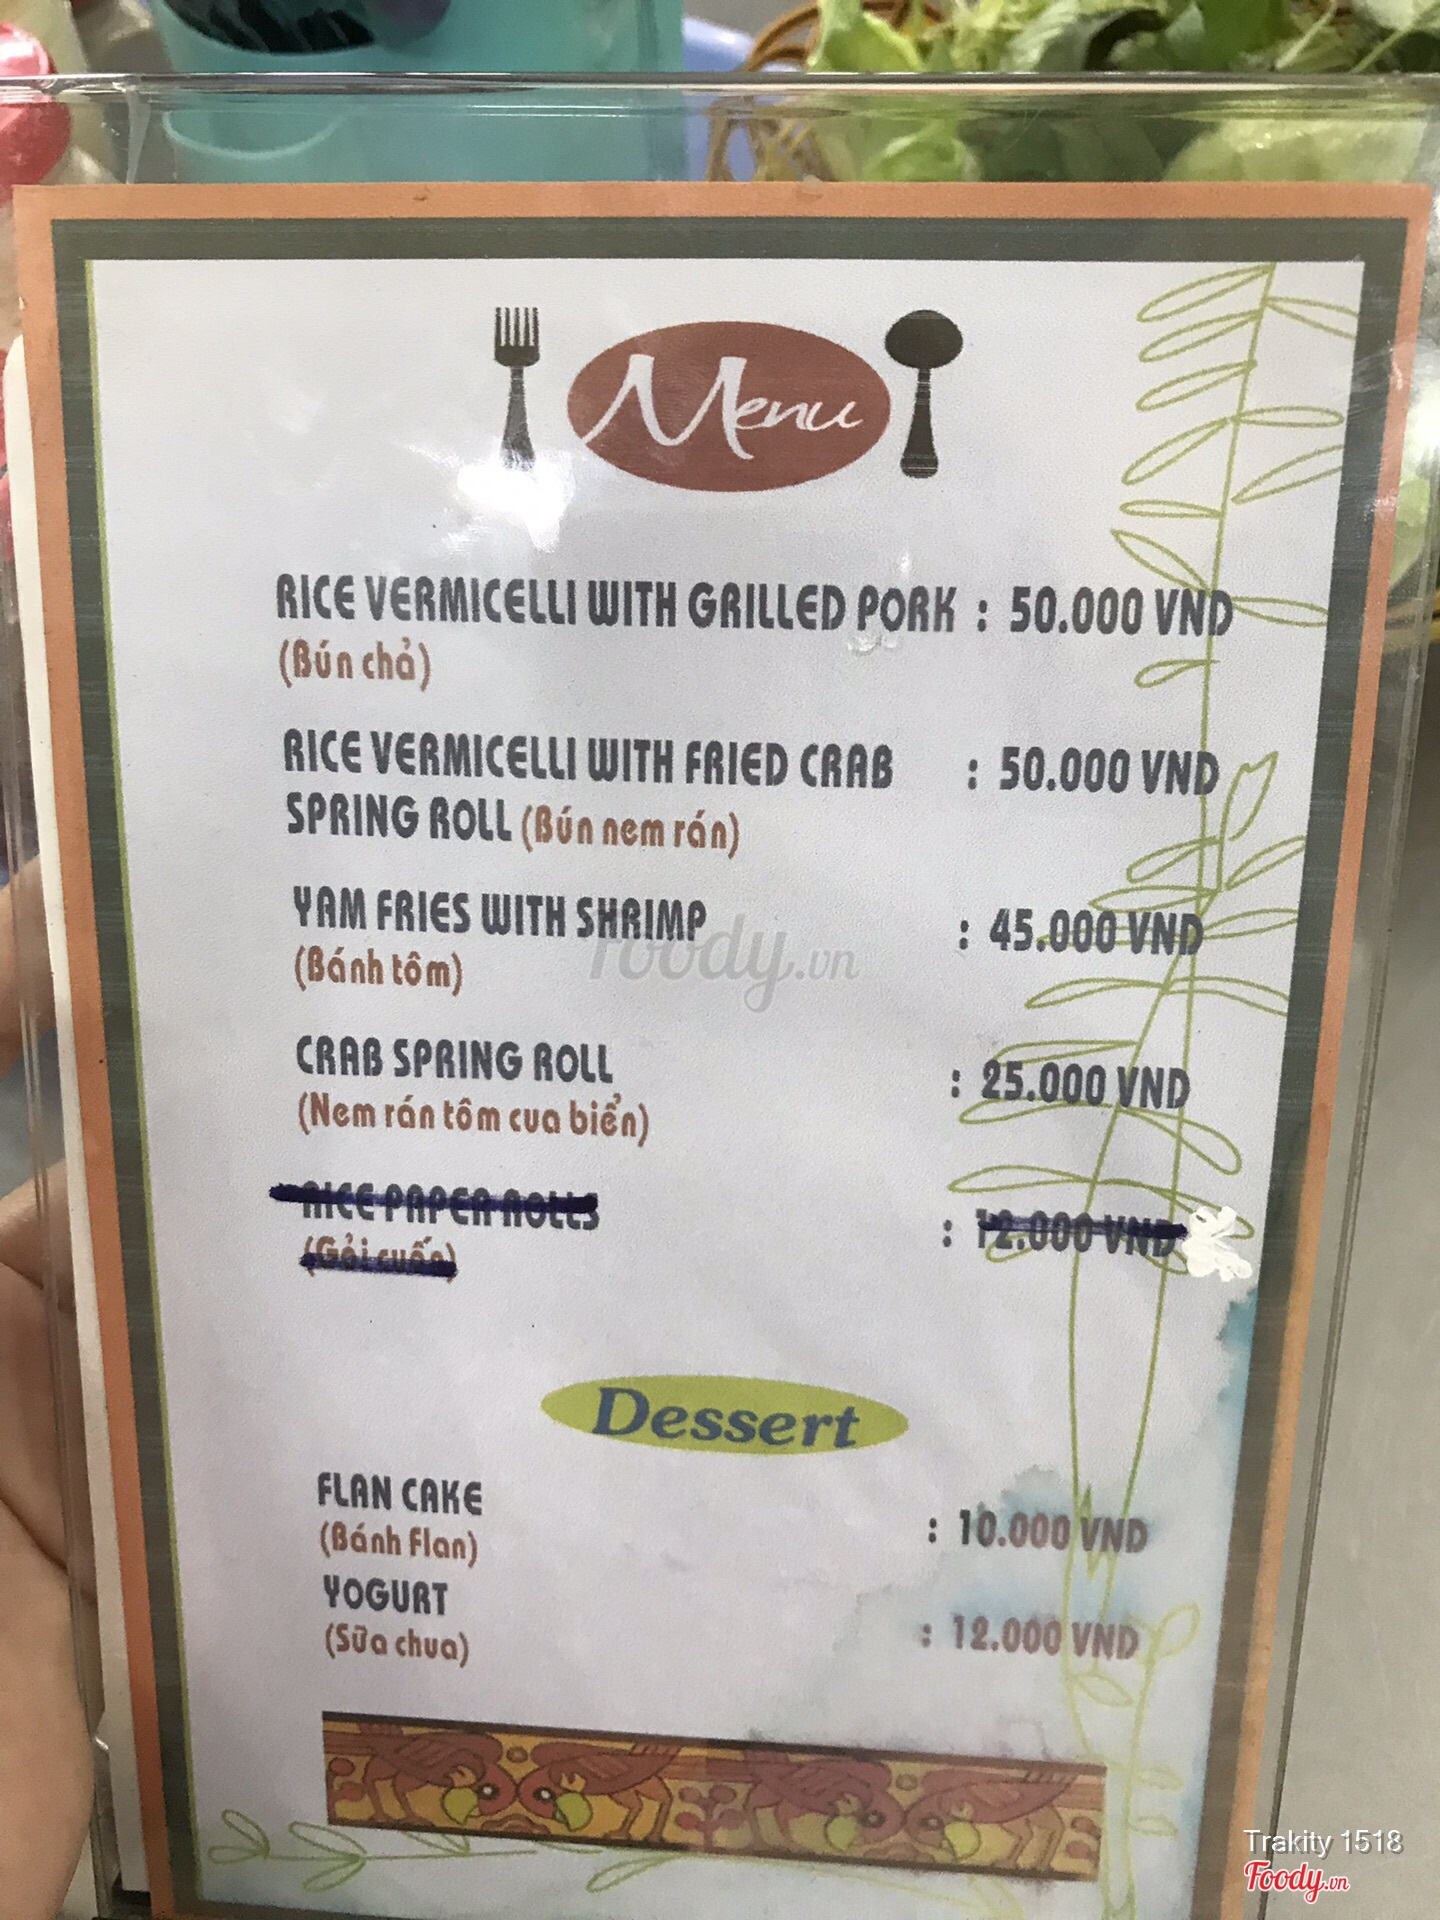 Menu
RICE VERMICELLI WITH GRILLED PORK : 50.000 VND
(Bún chả)
RICE VERMICELLI WITH FRIED CRAB : 50.000 VND
SPRING ROLL (Bún nem rán)
YAM FRIES WITH SHRIMP : 45.000 VND
(Bánh tôm)
Foody.vn
CRAB SPRING ROLL : 25.000 VND
(Nem rán tôm cua biển)
RICE PAPER ROLLS : 12.000 VND
(Gỏi cuốn)
Dessert
FLAN CAKE : 10.000 VND
(Bánh Flan)
YOGURT : 12.000 VND
(Sữa chua)
Trakity 1518
Foody.vn